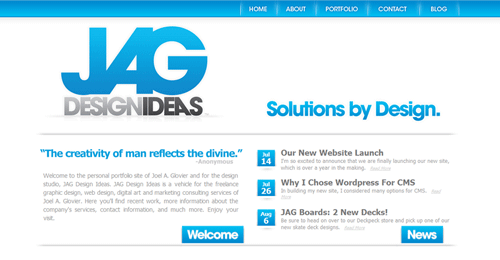 HOME ABOUT PORTFOLIO CONTACT BLOG
JAG
DESIGNIDEAS
Solutions by Design.
“The creativity of man reflects the divine.”
-Anonymous
Welcome to the personal portfolio site of Joel A. Glovier and for the design
studio, JAG Design Ideas. JAG Design Ideas is a vehicle for the freelance
graphic design, web design, digital art and marketing consulting services of
Joel A. Glovier. Here you'll find recent work, more information about the
company's services, contact information, and much more. Enjoy your
visit.
Welcome
Jul
14
Our New Website Launch
I'm so excited to announce that we are finally launching our new site,
which is over a year in the making. Read More
Jul
26
Why I Chose Wordpress For CMS
In building my new site, I considered many options for CMS. Read
More
Aug
6
JAG Boards: 2 New Decks!
Be sure to head on over to our Deckpeck store and pick up one of our
new skate deck designs. Read More
News